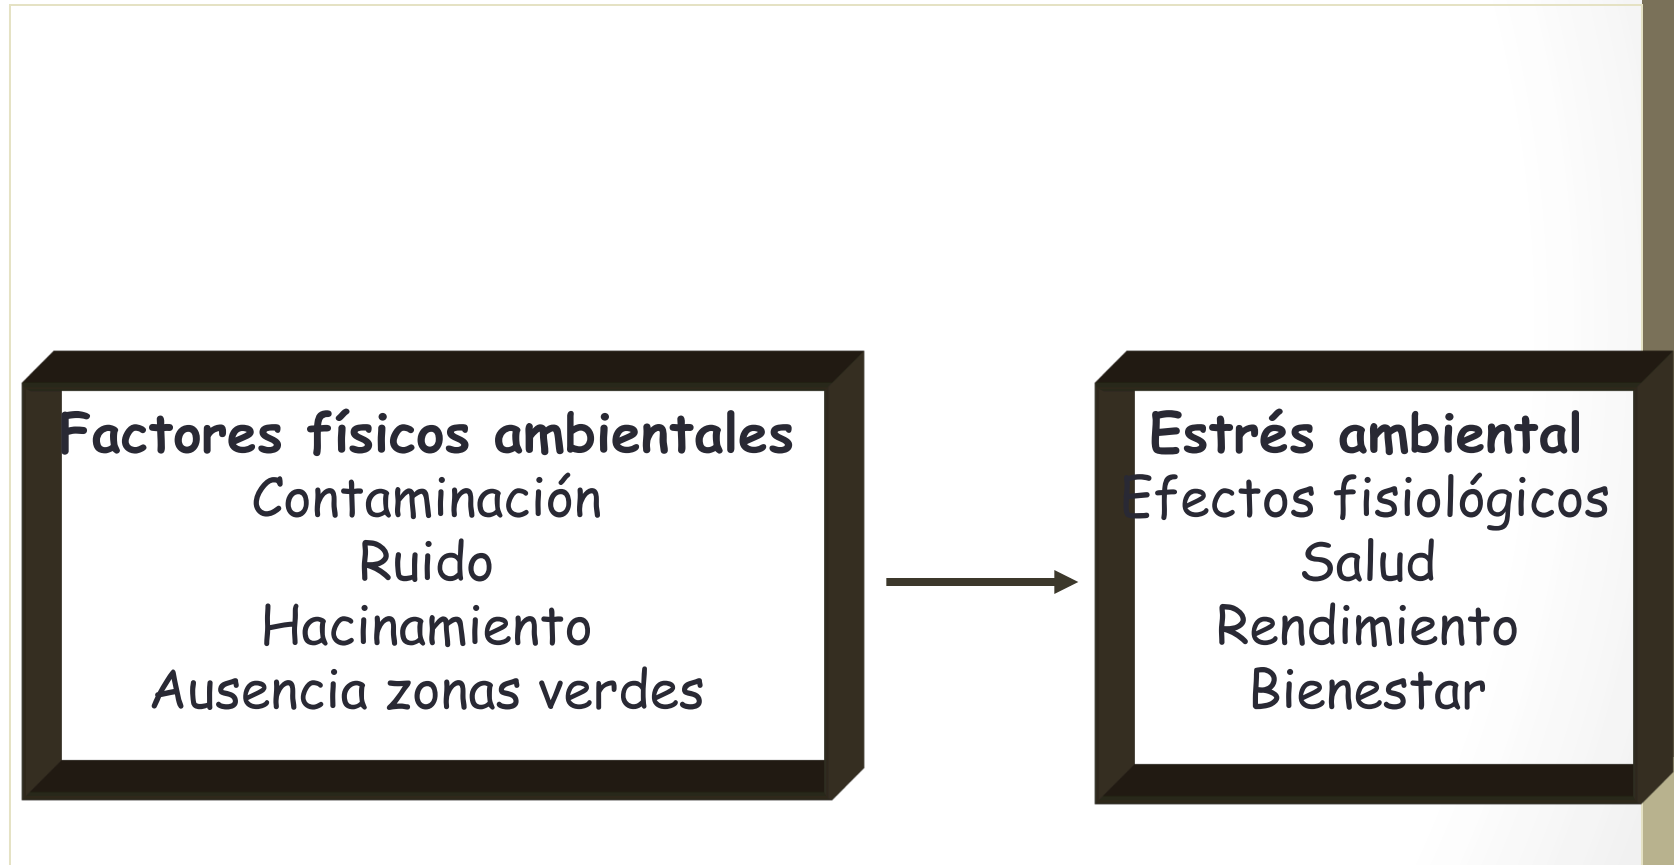 Factores físicos ambientales
Contaminación
Ruido
Hacinamiento
Ausencia zonas verdes
Estrés ambiental
Efectos fisiológicos
Salud
Rendimiento
Bienestar